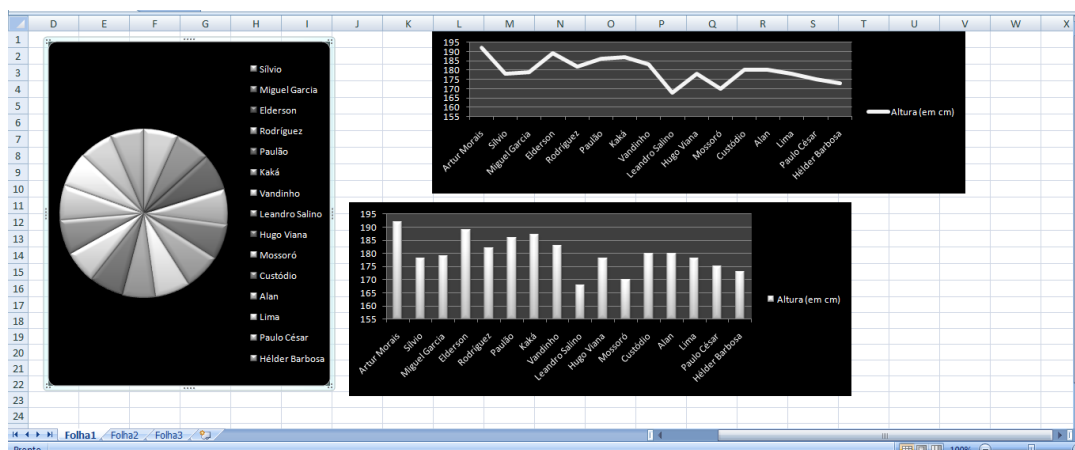 D E F G H I J K L M N O P Q R S T U V W X
1
2
3
4
5
6
7
8
9
10
11
12
13
14
15
16
17
18
19
20
21
22
23
24
Sílvio
Miguel Garcia
Elderson
Rodríguez
Paulão
Kaká
Vandinho
Leandro Salino
Hugo Viana
Mossoró
Custódio
Alan
Lima
Paulo César
Hélder Barbosa
195
190
185
180
175
170
165
160
155
Artur Morais Sílvio Miguel Garcia Elderson Rodríguez Paulão Kaká Vandinho Leandro Salino Hugo Viana Mossoró Custódio Alan Lima Paulo César Hélder Barbosa
Altura (em cm)
195
190
185
180
175
170
165
160
155
Artur Morais Sílvio Miguel Garcia Elderson Rodríguez Paulão Kaká Vandinho Leandro Salino Hugo Viana Mossoró Custódio Alan Lima Paulo César Hélder Barbosa
Altura (em cm)
Folha1 Folha2 Folha3
Pronto 100%